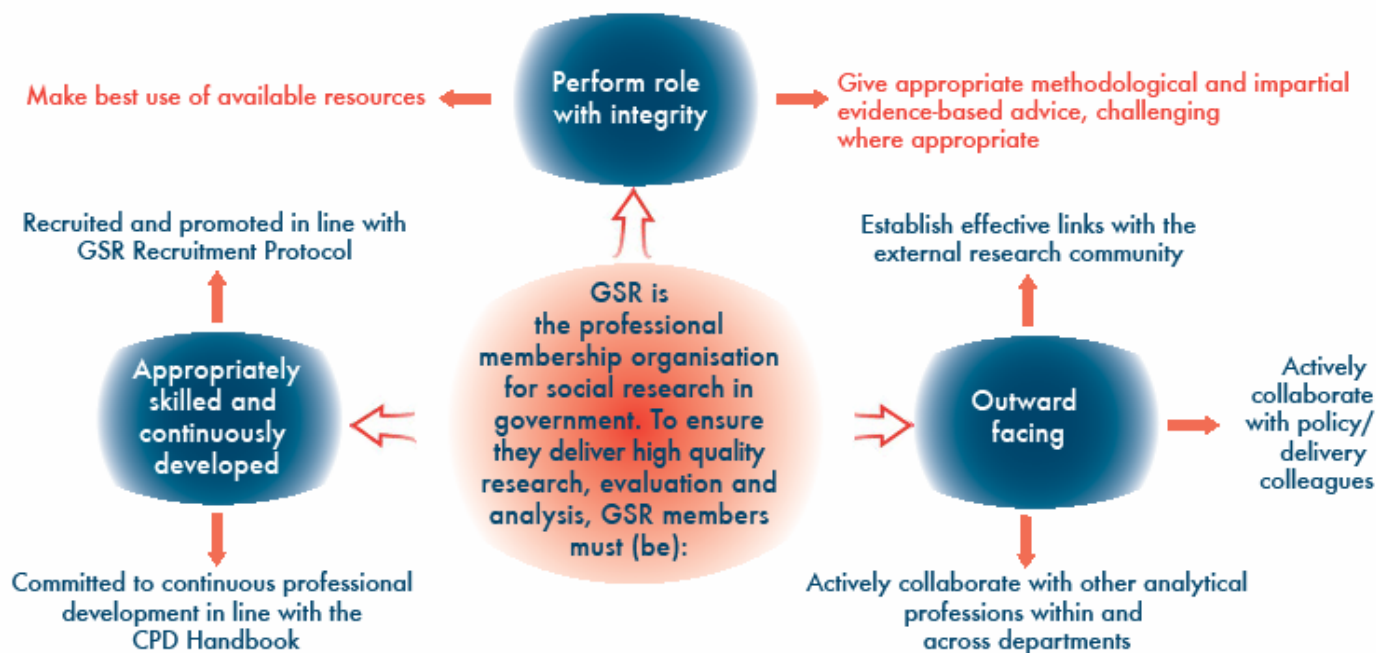 Perform role
with integrity
Make best use of available resources
Give appropriate methodological and impartial
evidence-based advice, challenging
where appropriate
Recruited and promoted in line with
GSR Recruitment Protocol
Establish effective links with the
external research community
GSR is
the professional
membership organisation
for social research in
government. To ensure
they deliver high quality
research, evaluation and
analysis, GSR members
must (be):
Appropriately
skilled and
continuously
developed
Outward
facing
Actively
collaborate
with policy/
delivery
colleagues
Committed to continuous professional
development in line with the
CPD Handbook
Actively collaborate with other analytical
professions within and
across departments